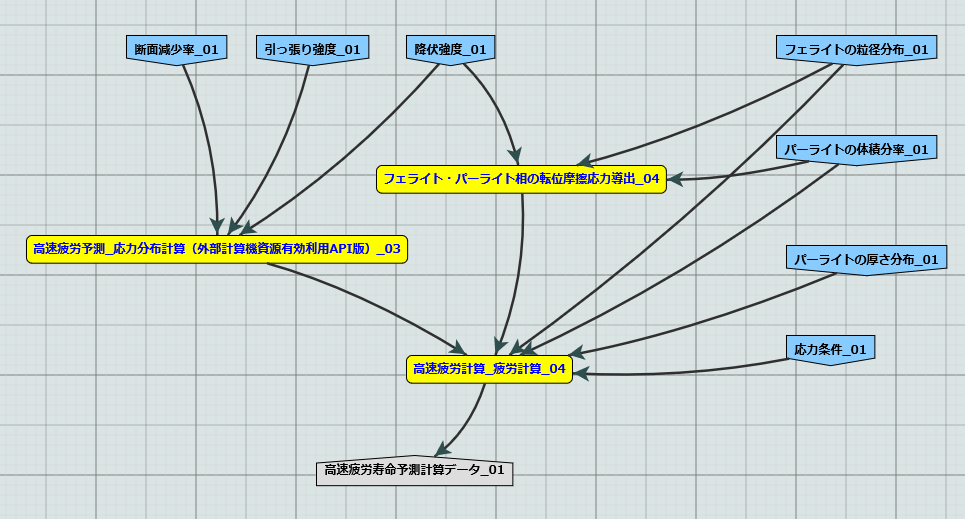 断面減少率_01
引っ張り強度_01
降伏強度_01
フェライトの粒径分布_01
パーライトの体積分率_01
フェライト・パーライト相の転位摩擦応力導出_04
高速疲労予測_応力分布計算（外部計算機資源有効利用API版）_03
パーライトの厚さ分布_01
応力条件_01
高速疲労計算_疲労計算_04
高速疲労寿命予測計算データ_01